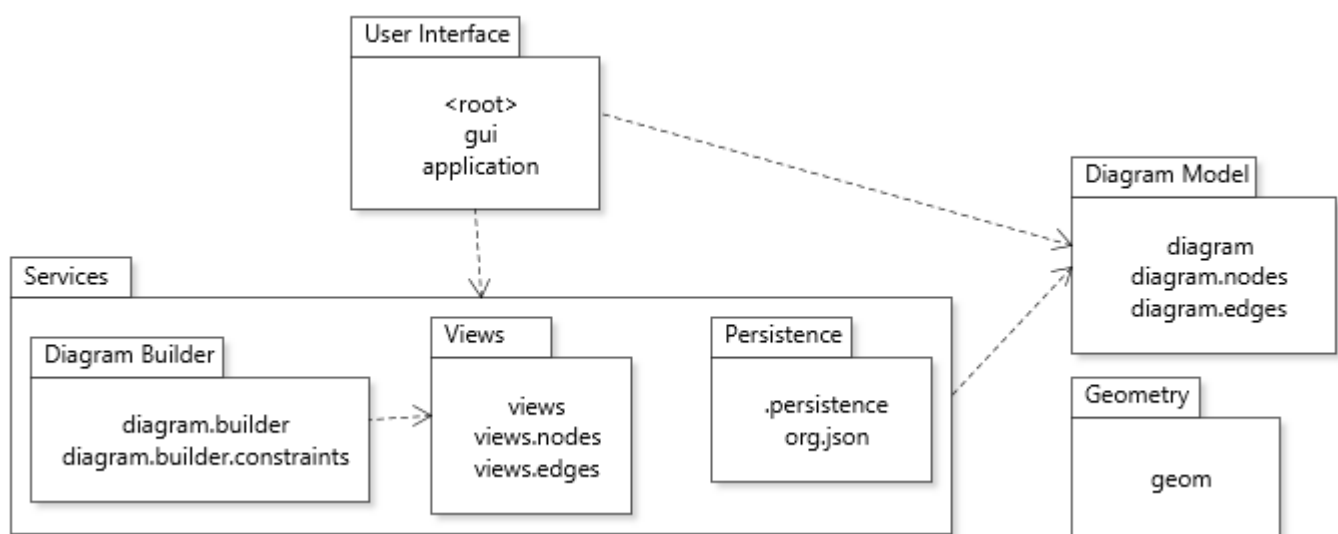 User Interface
<root>
gui
application
Diagram Model
diagram
diagram.nodes
diagram.edges
Services
Diagram Builder
diagram.builder
diagram.builder.constraints
Views
views
views.nodes
views.edges
Persistence
.persistence
org.json
Geometry
geom